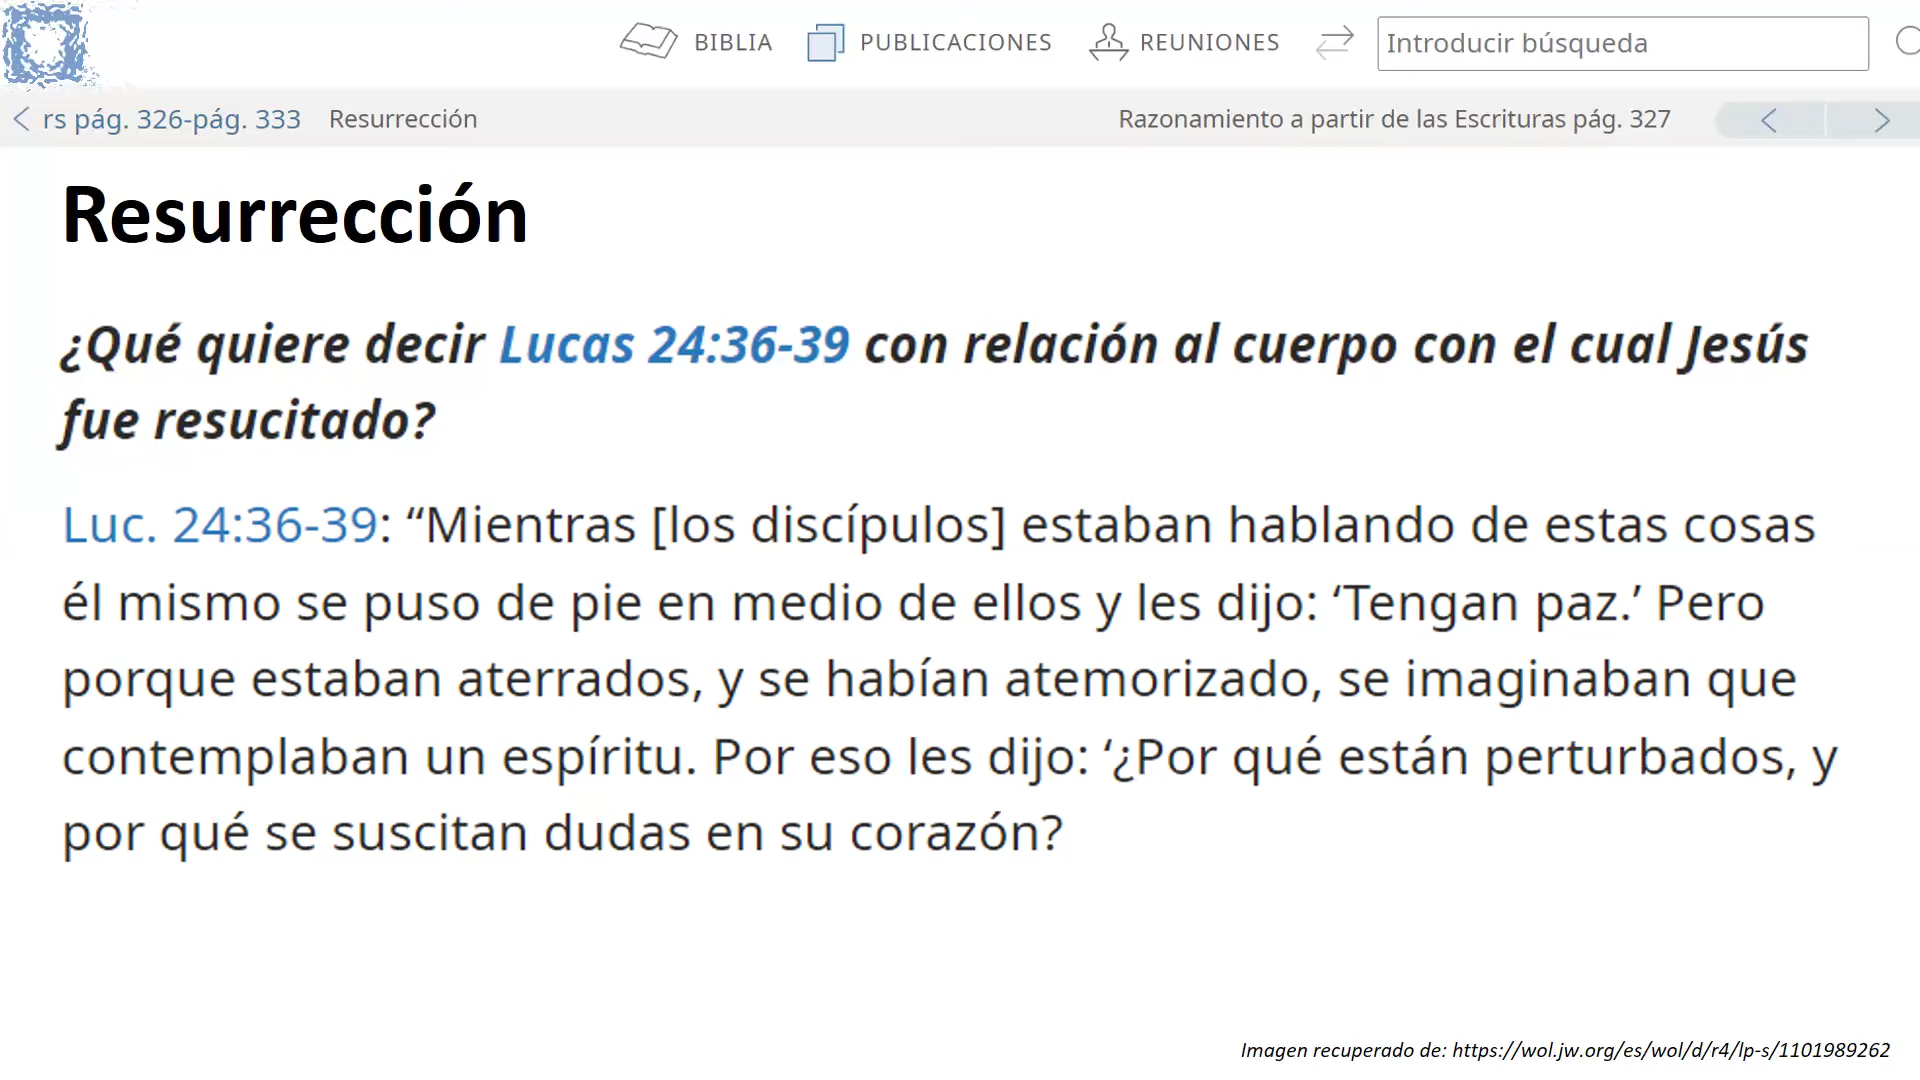 BIBLIA PUBLICACIONES REUNIONES Introducir búsqueda
rs pág. 326-pág. 333 Resurrección Razonamiento a partir de las Escrituras pág. 327
Resurrección
¿Qué quiere decir Lucas 24:36-39 con relación al cuerpo con el cual Jesús
fue resucitado?
Luc. 24:36-39: “Mientras [los discípulos] estaban hablando de estas cosas
él mismo se puso de pie en medio de ellos y les dijo: ‘Tengan paz.’ Pero
porque estaban aterrados, y se habían atemorizado, se imaginaban que
contemplaban un espíritu. Por eso les dijo: ‘¿Por qué están perturbados, y
por qué se suscitan dudas en su corazón?
Imagen recuperado de: https://wol.jw.org/es/wol/d/r4/lp-s/1101989262